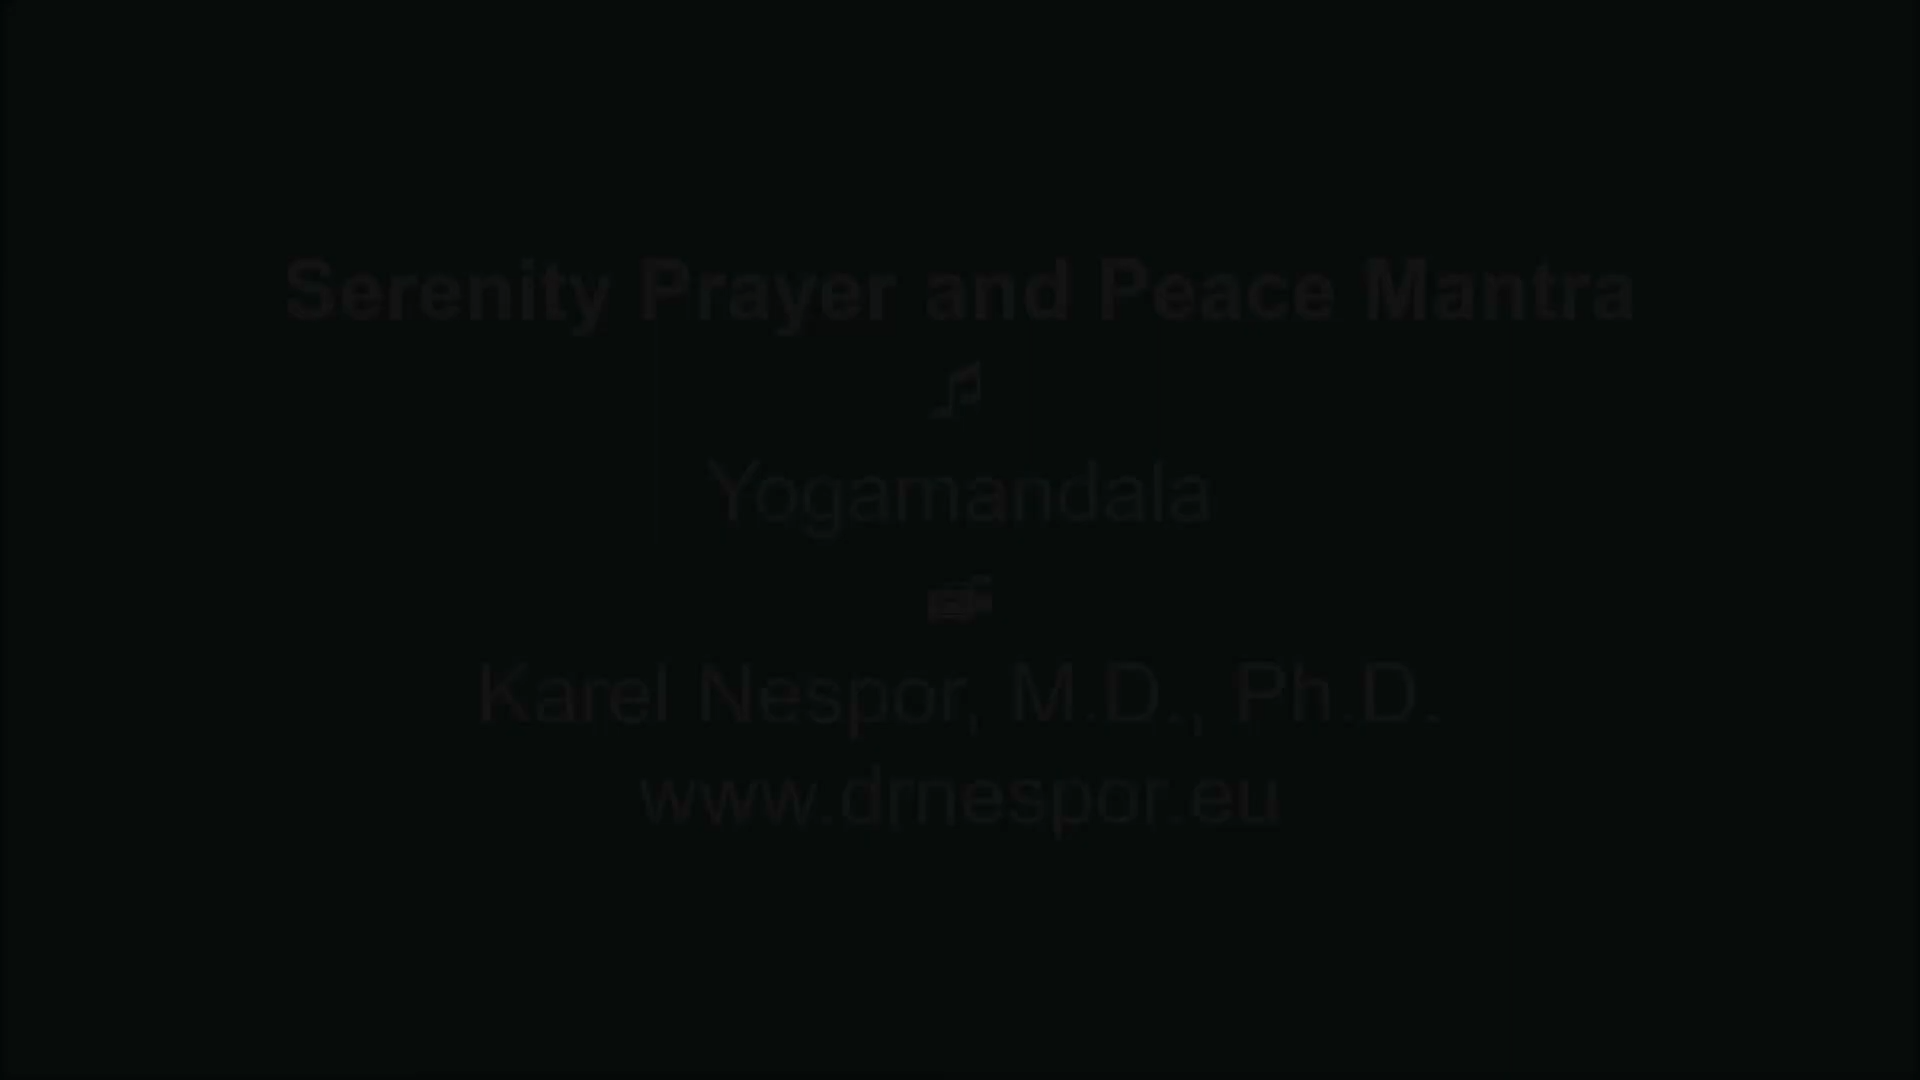 Serenity Prayer and Peace Mantra
Yogamandala
Karel Nespor, M.D., Ph.D.
www.drnespor.eu